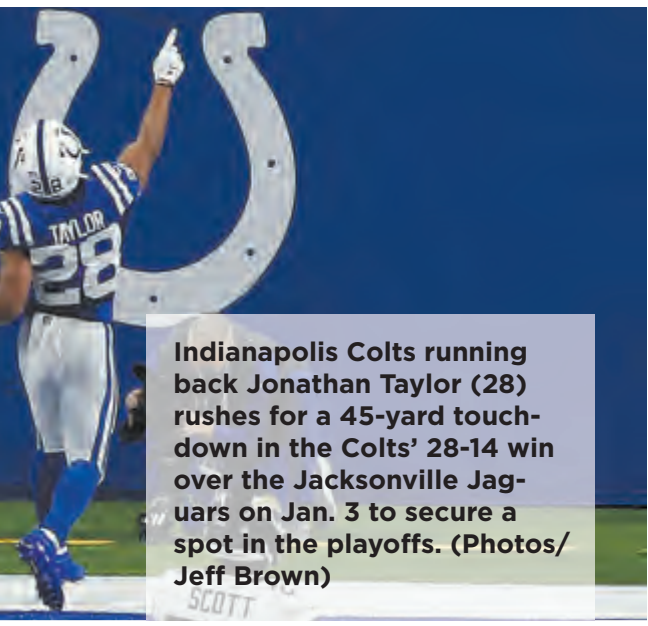 TAYLOR
28
Indianapolis Colts running
back Jonathan Taylor (28)
rushes for a 45-yard touch-
down in the Colts’ 28-14 win
over the Jacksonville Jag-
uars on Jan. 3 to secure a
spot in the playoffs. (Photos/
Jeff Brown)
SCOTT